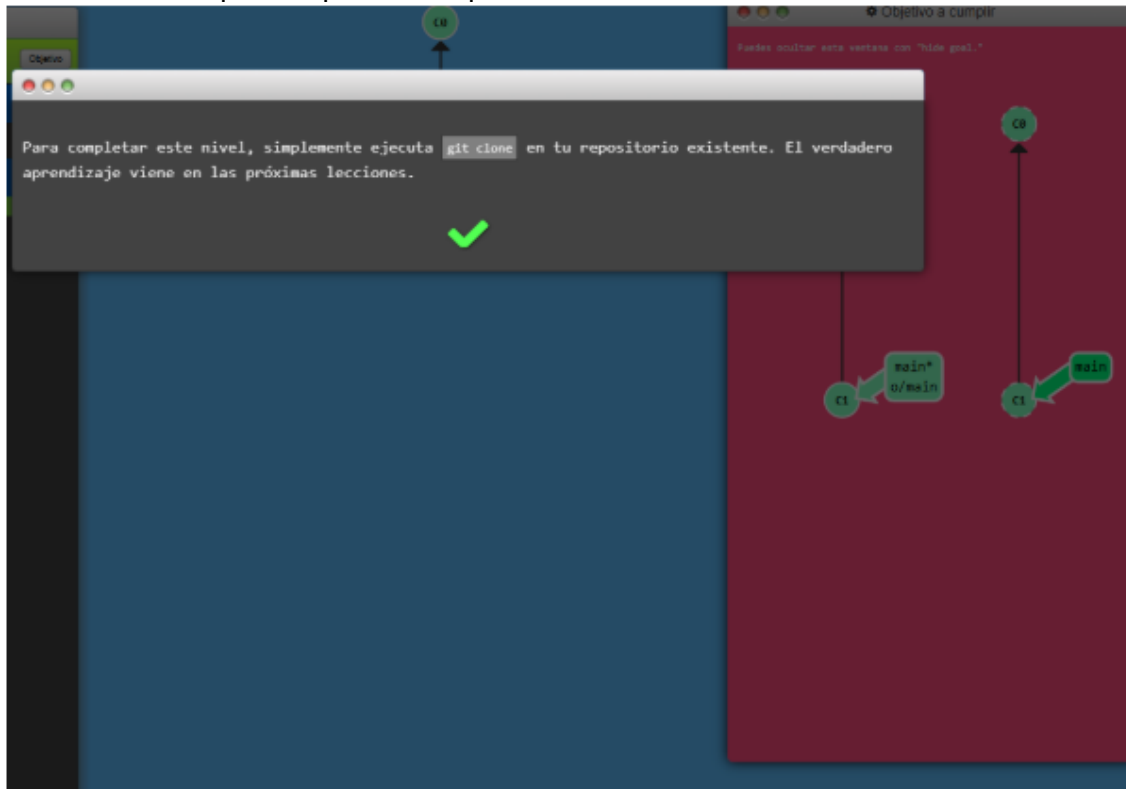 C0
Objetivo a cumplir
Objetivo
Puedes ocultar esta ventana con "hide goal."
Para completar este nivel, simplemente ejecuta git clone en tu repositorio existente. El verdadero
aprendizaje viene en las próximas lecciones.
C0
main*
o/main
main
C1
C1